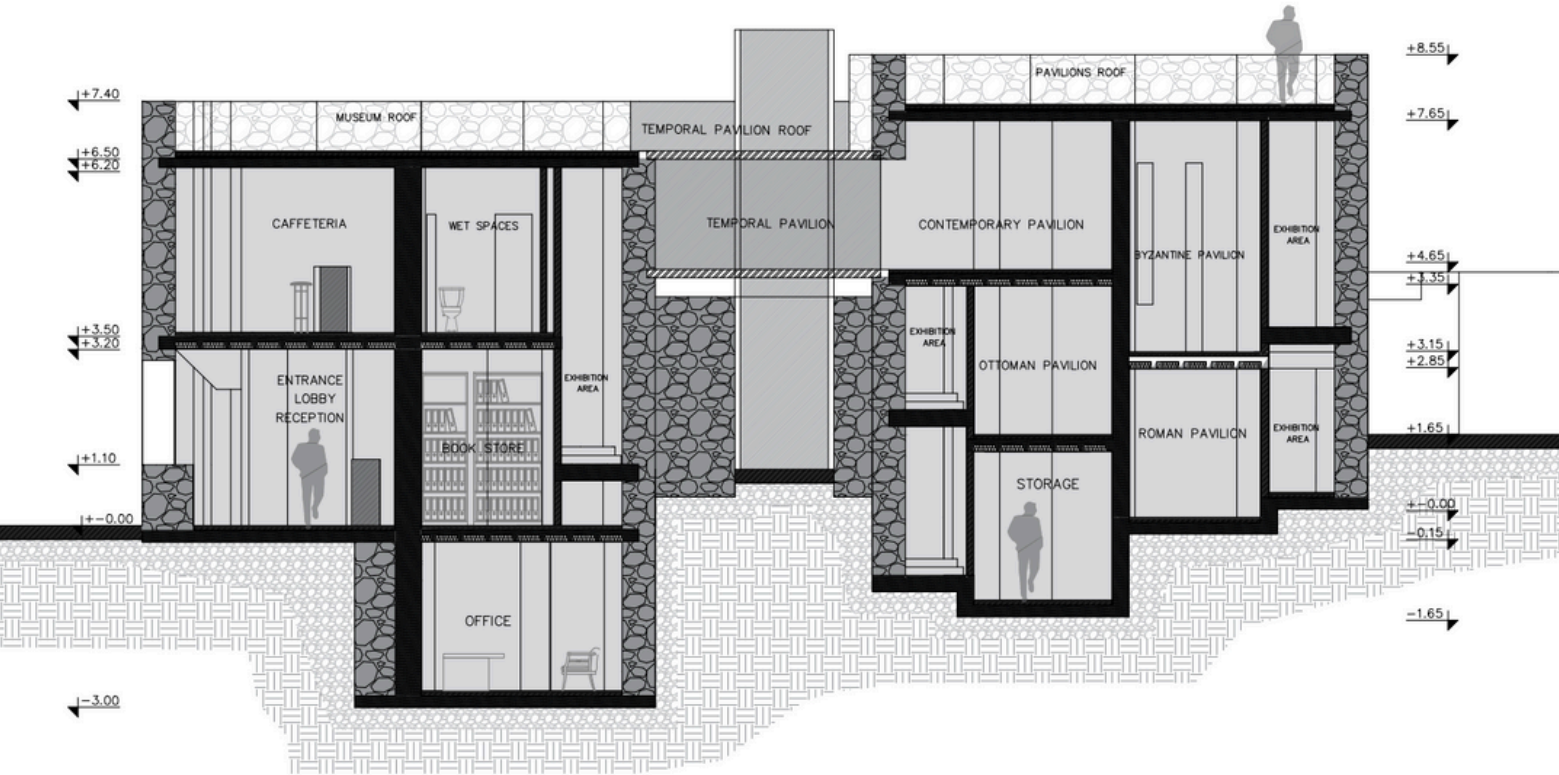 +8.55
PAVILIONS ROOF
+7.40
MUSEUM ROOF
+7.65
TEMPORAL PAVILION ROOF
+6.50
+6.20
CAFFETERIA
WET SPACES
TEMPORAL PAVILION
CONTEMPORARY PAVILION
EXHIBITION
AREA
BYZANTINE PAVILION
+4.65
+3.50
+3.20
EXHIBITION
AREA
+3.15
+2.85
OTTOMAN PAVILION
ENTRANCE
LOBBY
RECEPTION
EXHIBITION
AREA
+1.65
ROMAN PAVILION
EXHIBITION
AREA
BOOK STORE
+1.10
STORAGE
+-0.00
+-0.00
-0.15
OFFICE
-1.65
-3.00